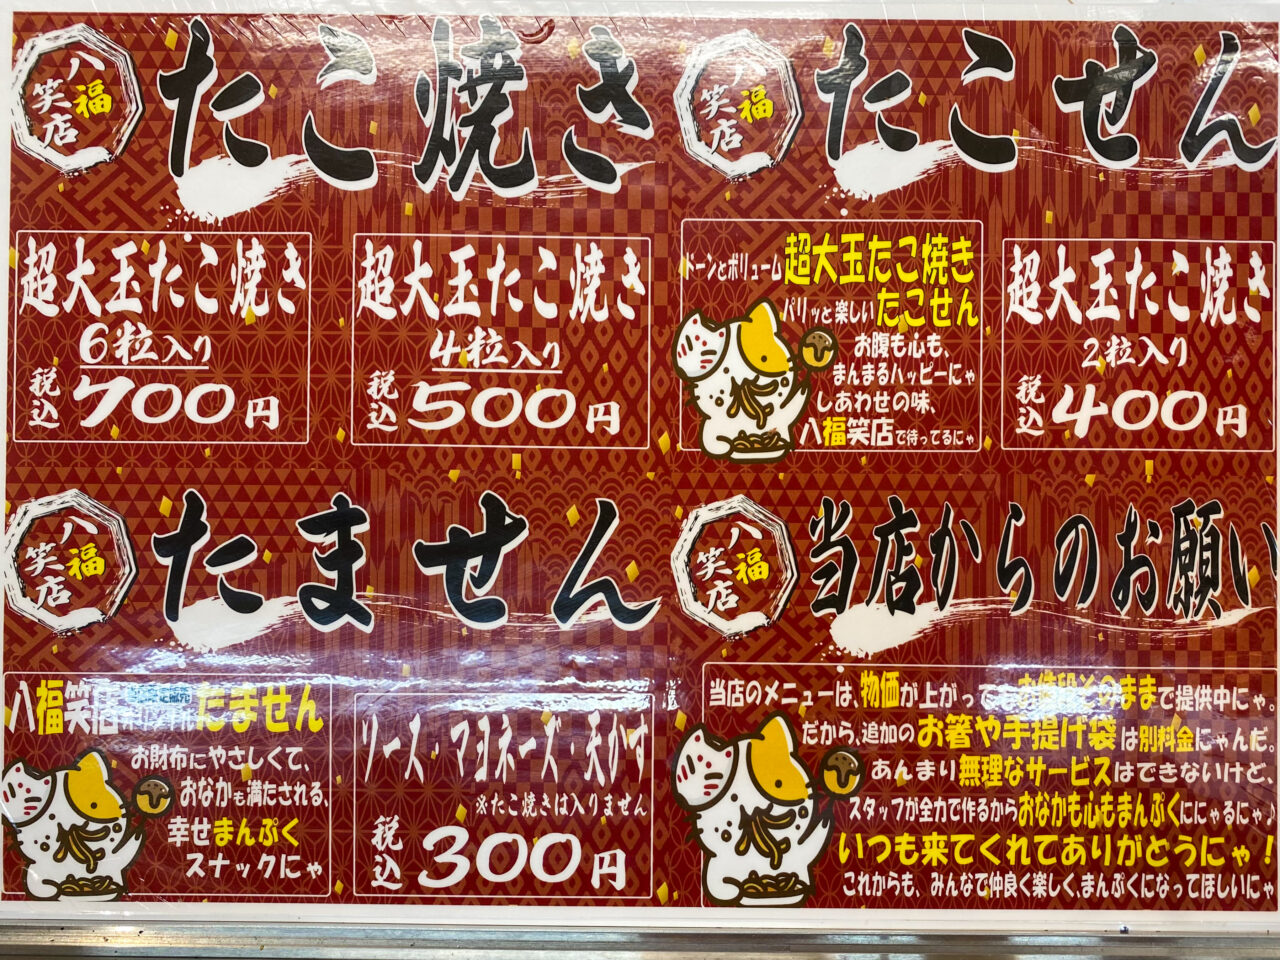 八福笑店
たこ焼き
超大玉たこ焼き
6粒入り
税込700円
超大玉たこ焼き
4粒入り
税込500円
八福笑店
たこせん
ドーンとボリューム超大玉たこ焼き
パリッと楽しいたこせん
お腹も心も、
まんまるハッピーにゃ
しあわせの味、
八福笑店で待ってるにゃ
超大玉たこ焼き
2粒入り
税込400円
八福笑店
たません
八福笑店 たません
お財布にやさしくて、
おなかも満たされる、
幸せまんぷく
スナックにゃ
ソース・マヨネーズ・天かす
※たこ焼きは入りません
税込300円
八福笑店
当店からのお願い
当店のメニューは、物価が上がってもお値段そのままで提供中にゃ。
だから、追加のお箸や手提げ袋は別料金にゃんだ。
あんまり無理なサービスはできないけど、
スタッフが全力で作るからおなかも心もまんぷくににゃるにゃ♪
いつも来てくれてありがとうにゃ！
これからも、みんなで仲良く楽しく、まんぷくになってほしいにゃ